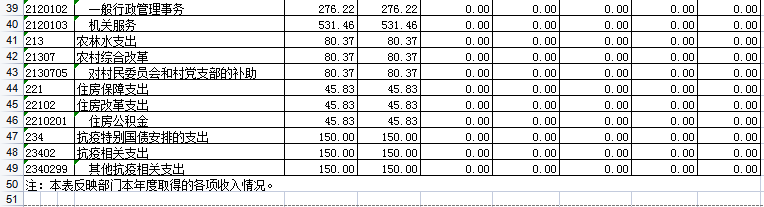 39 2120102 一般行政管理事务 276.22 276.22 0.00 0.00 0.00 0.00 0.00
40 2120103 机关服务 531.46 531.46 0.00 0.00 0.00 0.00 0.00
41 213 农林水支出 80.37 80.37 0.00 0.00 0.00 0.00 0.00
42 21307 农村综合改革 80.37 80.37 0.00 0.00 0.00 0.00 0.00
43 2130705 对村民委员会和村党支部的补助 80.37 80.37 0.00 0.00 0.00 0.00 0.00
44 221 住房保障支出 45.83 45.83 0.00 0.00 0.00 0.00 0.00
45 22102 住房改革支出 45.83 45.83 0.00 0.00 0.00 0.00 0.00
46 2210201 住房公积金 45.83 45.83 0.00 0.00 0.00 0.00 0.00
47 234 抗疫特别国债安排的支出 150.00 150.00 0.00 0.00 0.00 0.00 0.00
48 23402 抗疫相关支出 150.00 150.00 0.00 0.00 0.00 0.00 0.00
49 2340299 其他抗疫相关支出 150.00 150.00 0.00 0.00 0.00 0.00 0.00
50 注：本表反映部门本年度取得的各项收入情况。
51